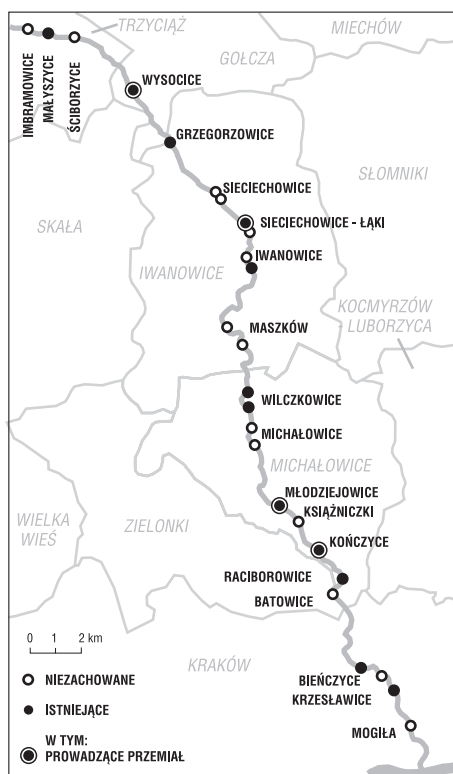 TRZYCIĄŻ
MIECHÓW
GOŁCZA
IMBRAMOWICE
MAŁYSZYCE
ŚCIBORZYCE
WYSOCICE
GRZEGORZOWICE
SŁOMNIKI
SIECIECHOWICE
SKAŁA
SIECIECHOWICE - ŁĄKI
IWANOWICE
IWANOWICE
KOCMYRZÓW
- LUBORZYCA
MASZKÓW
WILCZKOWICE
MICHAŁOWICE
MICHAŁOWICE
MŁODZIEJOWICE
KSIĄŻNICZKI
WIELKA
WIEŚ
ZIELONKI
KOŃCZYCE
RACIBOROWICE
BATOWICE
0 1 2 km
KRAKÓW
BIEŃCZYCE
KRZESŁAWICE
MOGIŁA
NIEZACHOWANE
ISTNIEJĄCE
W TYM:
PROWADZĄCE PRZEMIAŁ